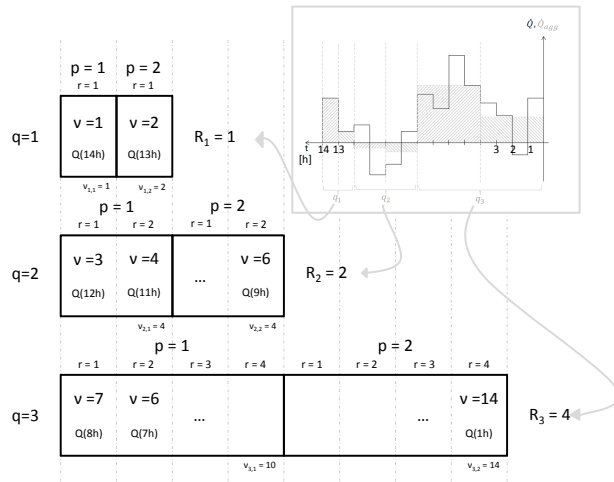 Q̇, Q̇agg
t
[h]
14 13 3 2 1
q1 q2 q3
p = 1 p = 2
r = 1 r = 1
q=1
ν=1 ν=2
Q(14h) Q(13h)
R1 = 1
v1,1 = 1 v1,2 = 2
p = 1 p = 2
r = 1 r = 2 r = 1 r = 2
q=2
ν=3 ν=4 ... ν=6
Q(12h) Q(11h) Q(9h)
R2 = 2
v2,1 = 4 v2,2 = 4
p = 1 p = 2
r = 1 r = 2 r = 3 r = 4 r = 1 r = 2 r = 3 r = 4
q=3
ν=7 ν=6 ... ... ν=14
Q(8h) Q(7h) Q(1h)
R3 = 4
v3,1 = 10 v3,2 = 14